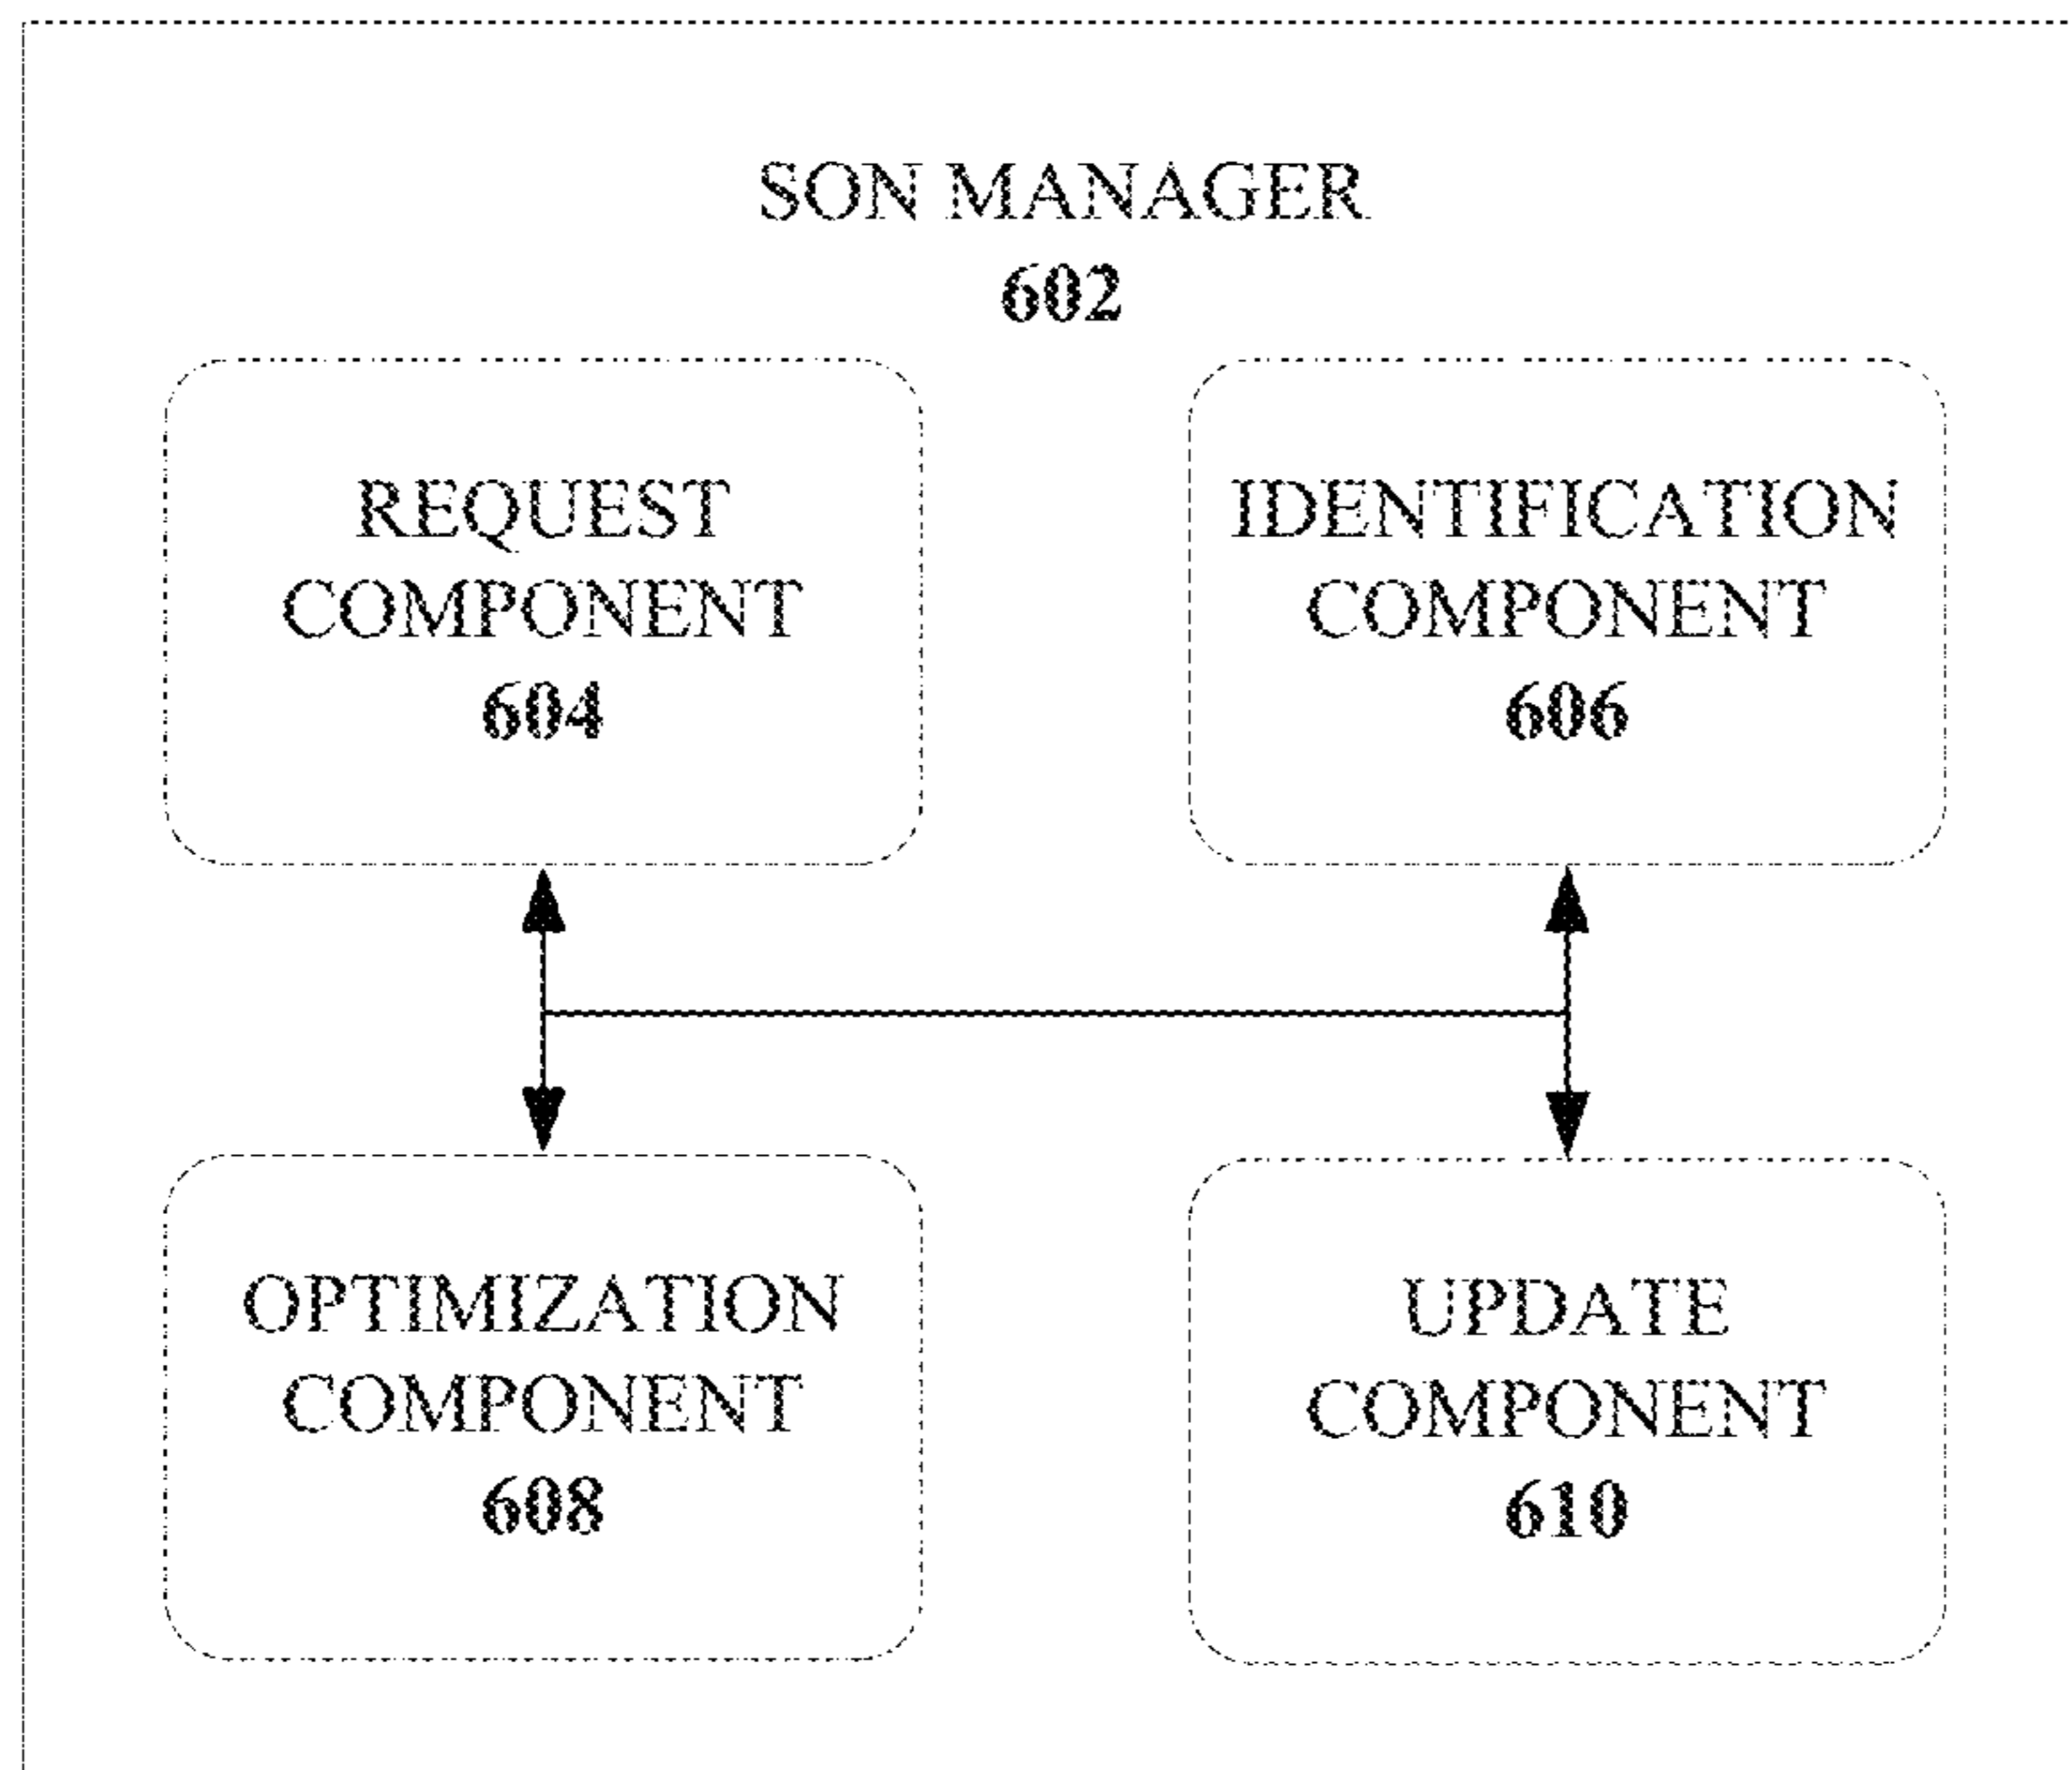 SON MANAGER
602
REQUEST
COMPONENT
604
IDENTIFICATION
COMPONENT
606
OPTIMIZATION
COMPONENT
608
UPDATE
COMPONENT
610